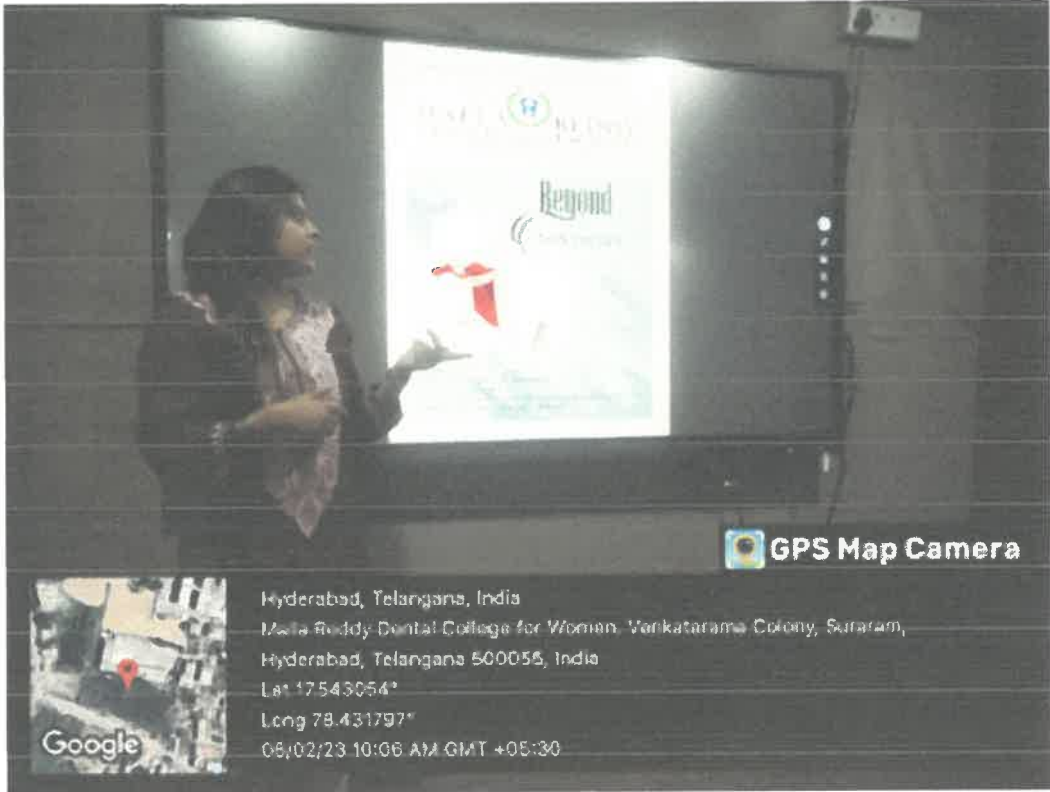 Beyond
GPS Map Camera
Hyderabad, Telangana, India
Malla Reddy Dental College for Women, Venkatarama Colony, Suraram,
Hyderabad, Telangana 500055, India
Lat 17.543054°
Long 78.431797°
06/02/23 10:06 AM GMT +05:30
Google